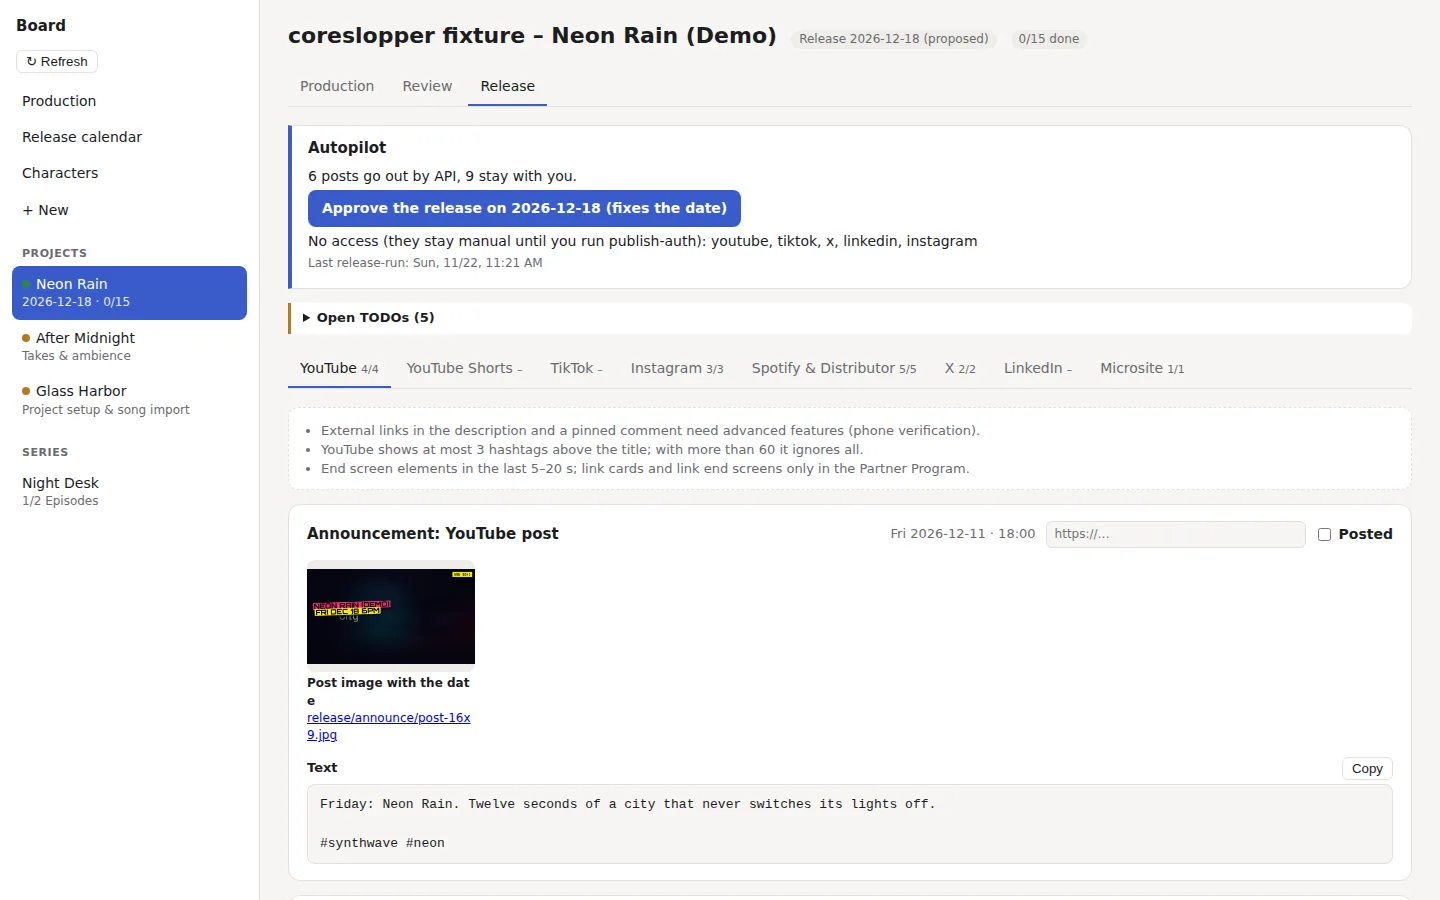 Board
↻ Refresh
Production
Release calendar
Characters
+ New
PROJECTS
Neon Rain
2026-12-18 · 0/15
After Midnight
Takes & ambience
Glass Harbor
Project setup & song import
SERIES
Night Desk
1/2 Episodes
coreslopper fixture – Neon Rain (Demo) Release 2026-12-18 (proposed) 0/15 done
Production Review Release
Autopilot
6 posts go out by API, 9 stay with you.
Approve the release on 2026-12-18 (fixes the date)
No access (they stay manual until you run publish-auth): youtube, tiktok, x, linkedin, instagram
Last release-run: Sun, 11/22, 11:21 AM
▶ Open TODOs (5)
YouTube 4/4 YouTube Shorts – TikTok – Instagram 3/3 Spotify & Distributor 5/5 X 2/2 LinkedIn – Microsite 1/1
• External links in the description and a pinned comment need advanced features (phone verification).
• YouTube shows at most 3 hashtags above the title; with more than 60 it ignores all.
• End screen elements in the last 5–20 s; link cards and link end screens only in the Partner Program.
Announcement: YouTube post Fri 2026-12-11 · 18:00 https://... Posted
NEON RAIN (DEMO)
FRI DEC 18 6PM
city
Post image with the dat
e
release/announce/post-16x
9.jpg
Text Copy
Friday: Neon Rain. Twelve seconds of a city that never switches its lights off.
#synthwave #neon